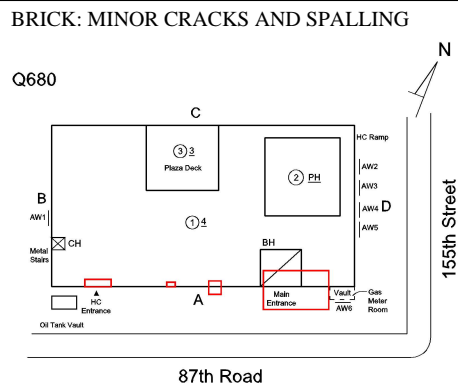 BRICK: MINOR CRACKS AND SPALLING
N
Q680
C
3 3
Plaza Deck
HC Ramp
2 PH
AW2
AW3
B
AW1
1 4
AW4 D
AW5
CH
Metal
Stairs
BH
HC
Entrance
A
Main
Entrance
Vault
Gas
Meter
Room
AW6
Oil Tank Vault
155th Street
87th Road